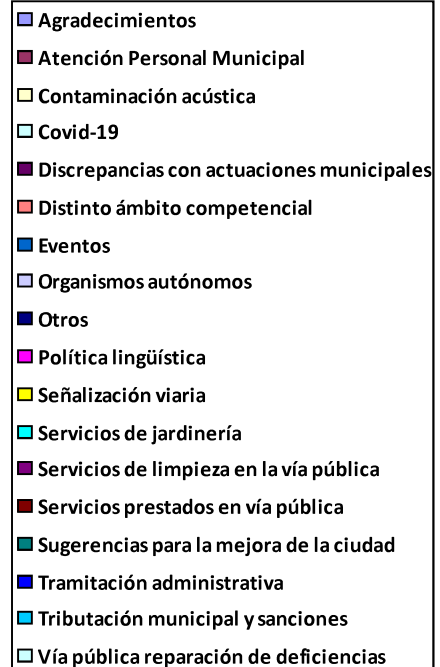 Agradecimientos
Atención Personal Municipal
Contaminación acústica
Covid-19
Discrepancias con actuaciones municipales
Distinto ámbito competencial
Eventos
Organismos autónomos
Otros
Política lingüística
Señalización viaria
Servicios de jardinería
Servicios de limpieza en la vía pública
Servicios prestados en vía pública
Sugerencias para la mejora de la ciudad
Tramitación administrativa
Tributación municipal y sanciones
Vía pública reparación de deficiencias